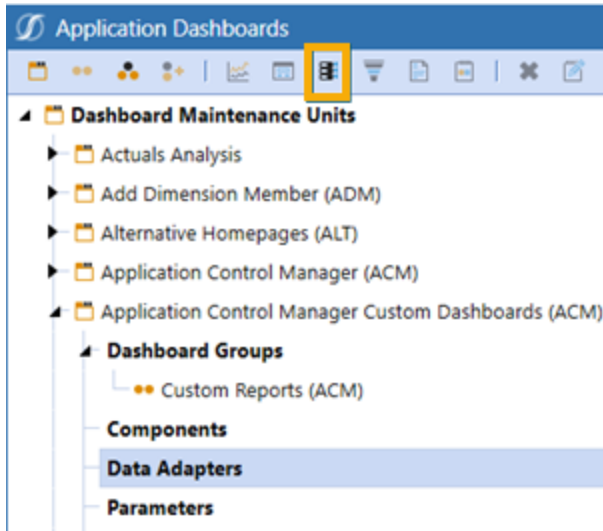 Application Dashboards
Dashboard Maintenance Units
Actuals Analysis
Add Dimension Member (ADM)
Alternative Homepages (ALT)
Application Control Manager (ACM)
Application Control Manager Custom Dashboards (ACM)
Dashboard Groups
Custom Reports (ACM)
Components
Data Adapters
Parameters